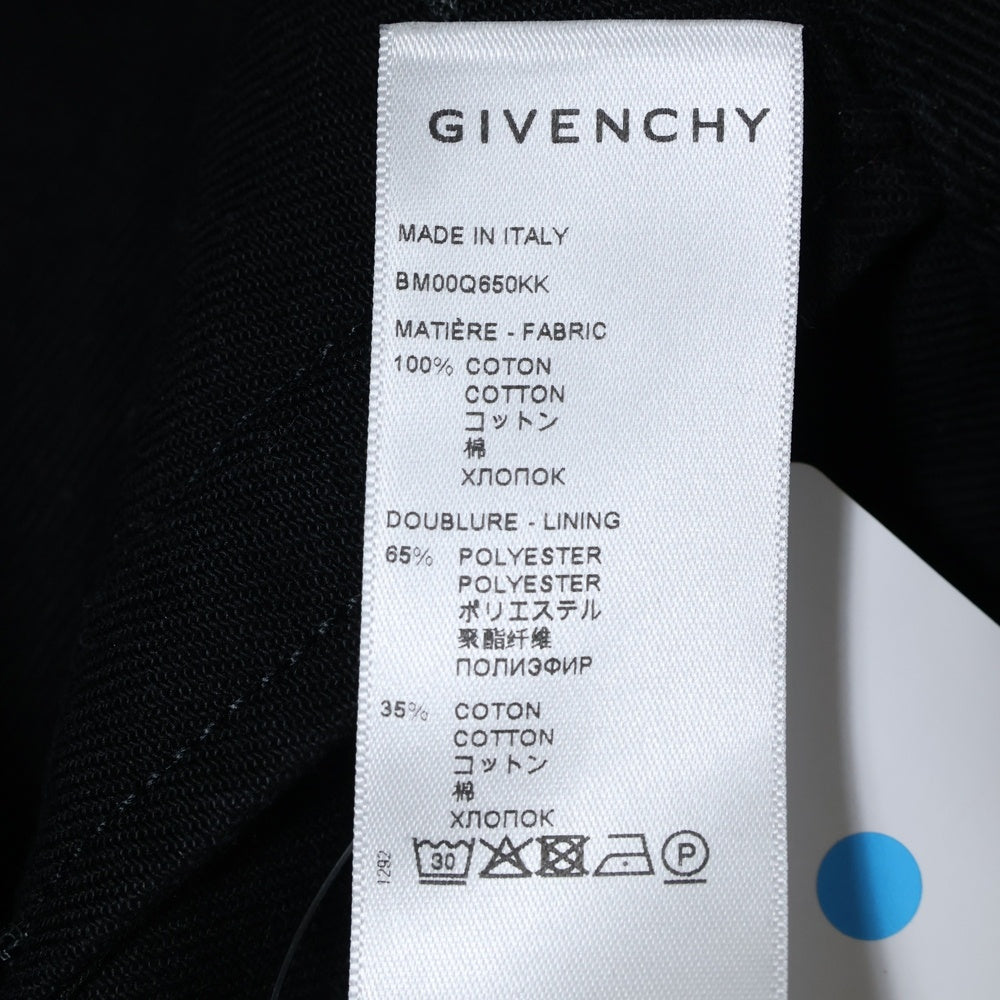 GIVENCHY
MADE IN ITALY
BM00Q650KK
MATIÈRE - FABRIC
100% COTON
COTTON
コットン
棉
ХЛОПОК
DOUBLURE - LINING
65% POLYESTER
POLYESTER
ポリエステル
聚酯纤维
ПОЛИЭФИР
35% COTON
COTTON
コットン
棉
ХЛОПОК
1292
30
P